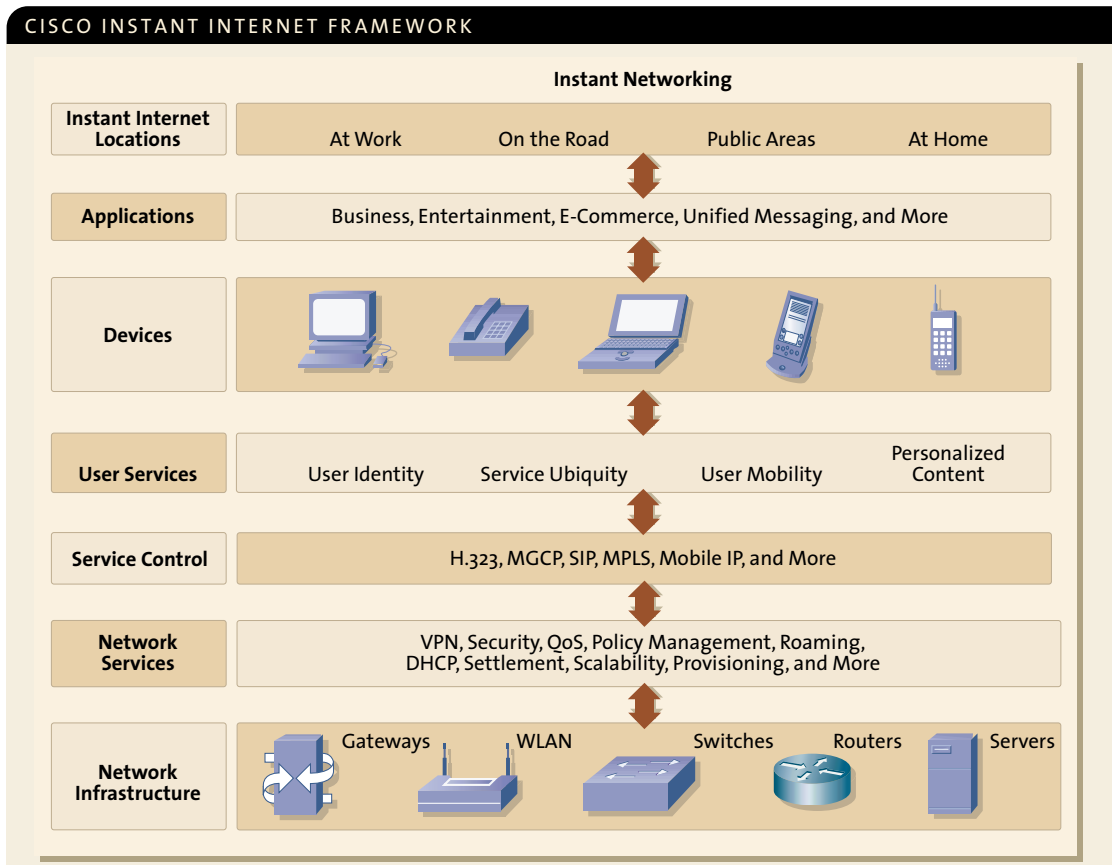 CISCO INSTANT INTERNET FRAMEWORK
Instant Networking
Instant Internet
Locations
At Work
On the Road
Public Areas
At Home
Applications
Business, Entertainment, E-Commerce, Unified Messaging, and More
Devices
User Services
User Identity
Service Ubiquity
User Mobility
Personalized
Content
Service Control
H.323, MGCP, SIP, MPLS, Mobile IP, and More
Network
Services
VPN, Security, QoS, Policy Management, Roaming,
DHCP, Settlement, Scalability, Provisioning, and More
Network
Infrastructure
Gateways
WLAN
Switches
Routers
Servers